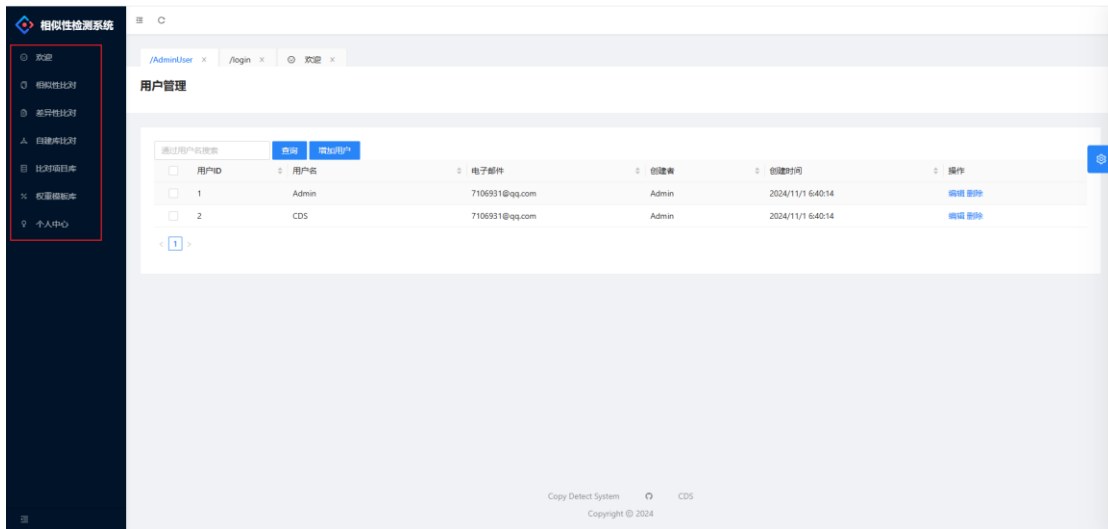 相似性检测系统
欢迎
相似性比对
差异性比对
自建库比对
比对项目库
权重模板库
个人中心
/AdminUser × /login × 欢迎 ×
用户管理
通过用户名搜索 查询 增加用户
用户ID 用户名 电子邮件 创建者 创建时间 操作
1 Admin 7106931@qq.com Admin 2024/11/1 6:40:14 编辑 删除
2 CDS 7106931@qq.com Admin 2024/11/1 6:40:14 编辑 删除
< 1 >
Copy Detect System CDS
Copyright © 2024